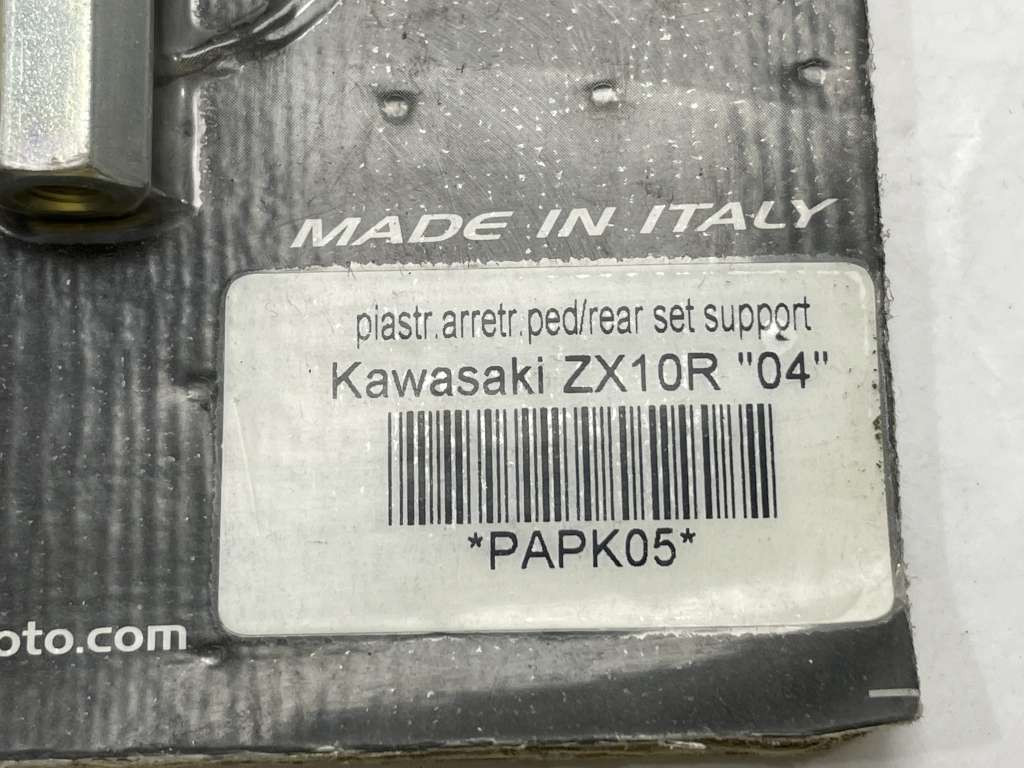 MADE IN ITALY
piastr.arretr.ped/rear set support
Kawasaki ZX10R "04"
*PAPK05*
oto.com